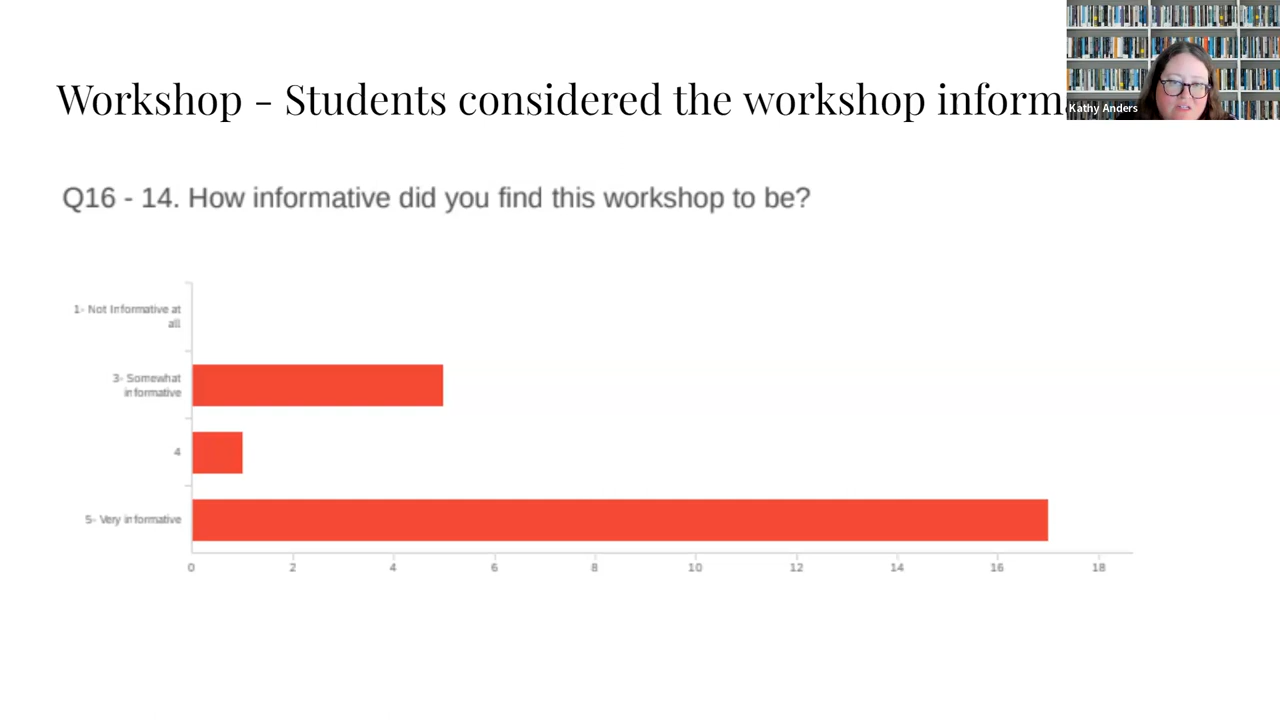 Workshop - Students considered the workshop inform
Kathy Anders
Q16 - 14. How informative did you find this workshop to be?
1- Not Informative at
all
3- Somewhat
informative
4
5- Very informative
0 2 4 6 8 10 12 14 16 18